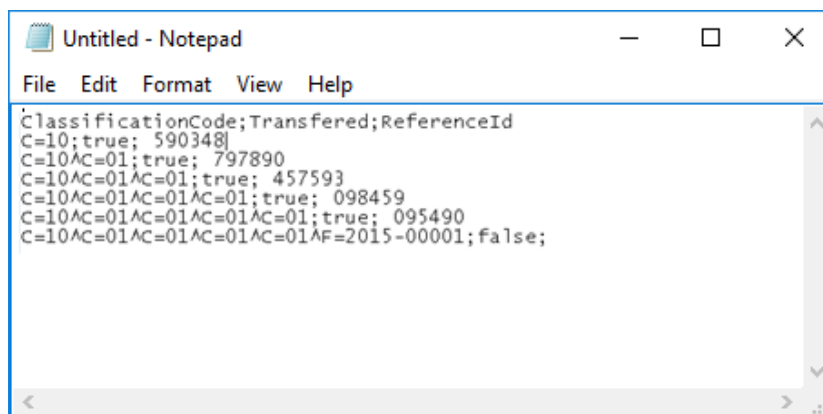 Untitled - Notepad
File Edit Format View Help
ClassificationCode;Transfered;ReferenceId
C=10;true; 590348
C=10^C=01;true; 797890
C=10^C=01^C=01;true; 457593
C=10^C=01^C=01^C=01;true; 098459
C=10^C=01^C=01^C=01^C=01;true; 095490
C=10^C=01^C=01^C=01^C=01^F=2015-00001;false;